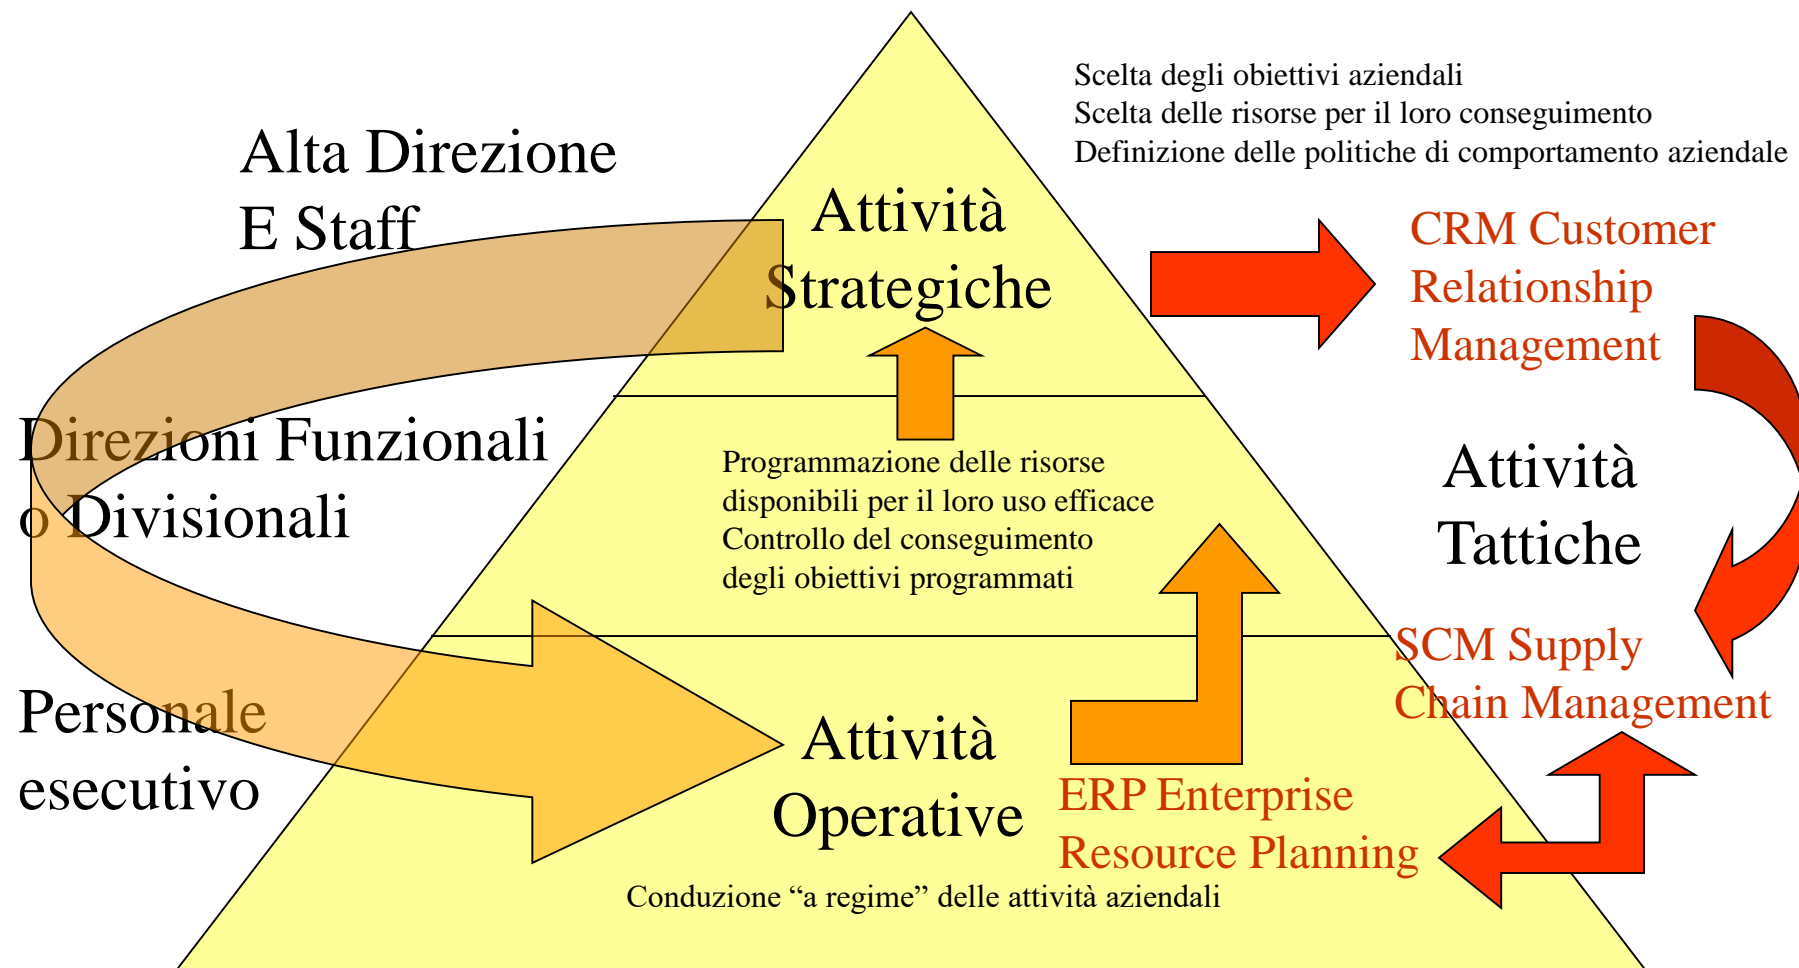 Scelta degli obiettivi aziendali
Scelta delle risorse per il loro conseguimento
Definizione delle politiche di comportamento aziendale
Alta Direzione
E Staff
Attività
Strategiche
CRM Customer
Relationship
Management
Direzioni Funzionali
o Divisionali
Programmazione delle risorse
disponibili per il loro uso efficace
Controllo del conseguimento
degli obiettivi programmati
Attività
Tattiche
SCM Supply
Chain Management
Personale
esecutivo
Attività
Operative
ERP Enterprise
Resource Planning
Conduzione “a regime” delle attività aziendali